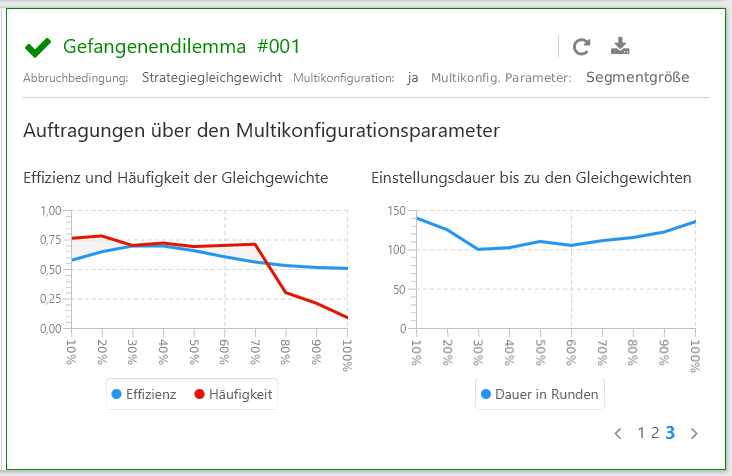 Gefangenendilemma #001
Abbruchbedingung: Strategiegleichgewicht Multikonfiguration: ja Multikonfig. Parameter: Segmentgröße
Auftragungen über den Multikonfigurationsparameter
Effizienz und Häufigkeit der Gleichgewichte
1,00
0,75
0,50
0,25
0,00
10% 20% 30% 40% 50% 60% 70% 80% 90% 100%
Effizienz Häufigkeit
Einstellungsdauer bis zu den Gleichgewichten
150
100
50
0
10% 20% 30% 40% 50% 60% 70% 80% 90% 100%
Dauer in Runden
1 2 3